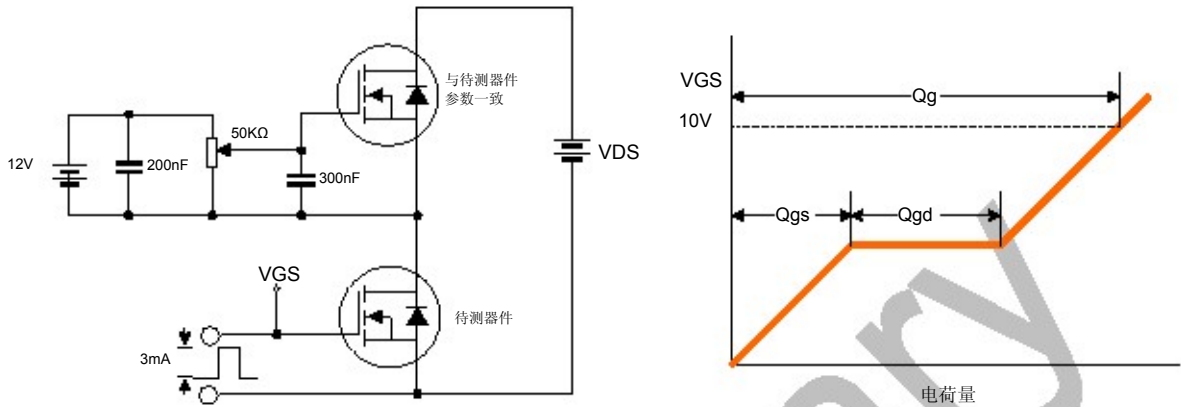 与待测器件
参数一致
12V
200nF
50KΩ
300nF
VDS
VGS
待测器件
3mA
VGS
10V
Qg
Qgs
Qgd
电荷量